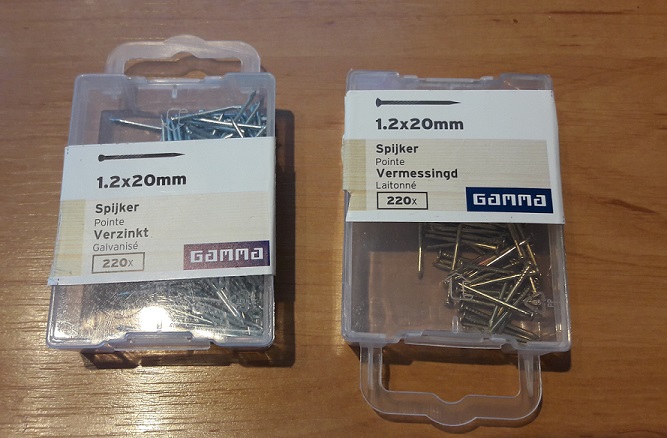 1.2x20mm
Spijker
Pointe
Verzinkt
Galvanisé
220x
GAMMA
1.2x20mm
Spijker
Pointe
Vermessingd
Laitonné
220x
GAMMA